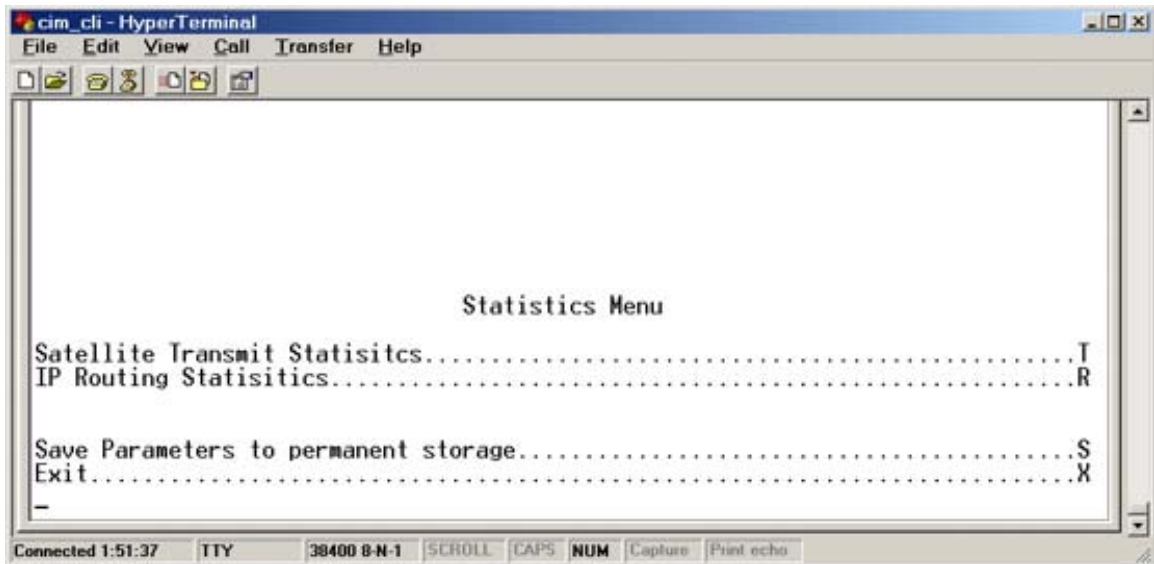 cim_cli - HyperTerminal
File Edit View Call Transfer Help
Statistics Menu
Satellite Transmit Statisitcs.................................................T
IP Routing Statisitics........................................................R
Save Parameters to permanent storage..........................................S
Exit..........................................................................X
Connected 1:51:37 TTY 38400 8-N-1 SCROLL CAPS NUM Capture Print echo